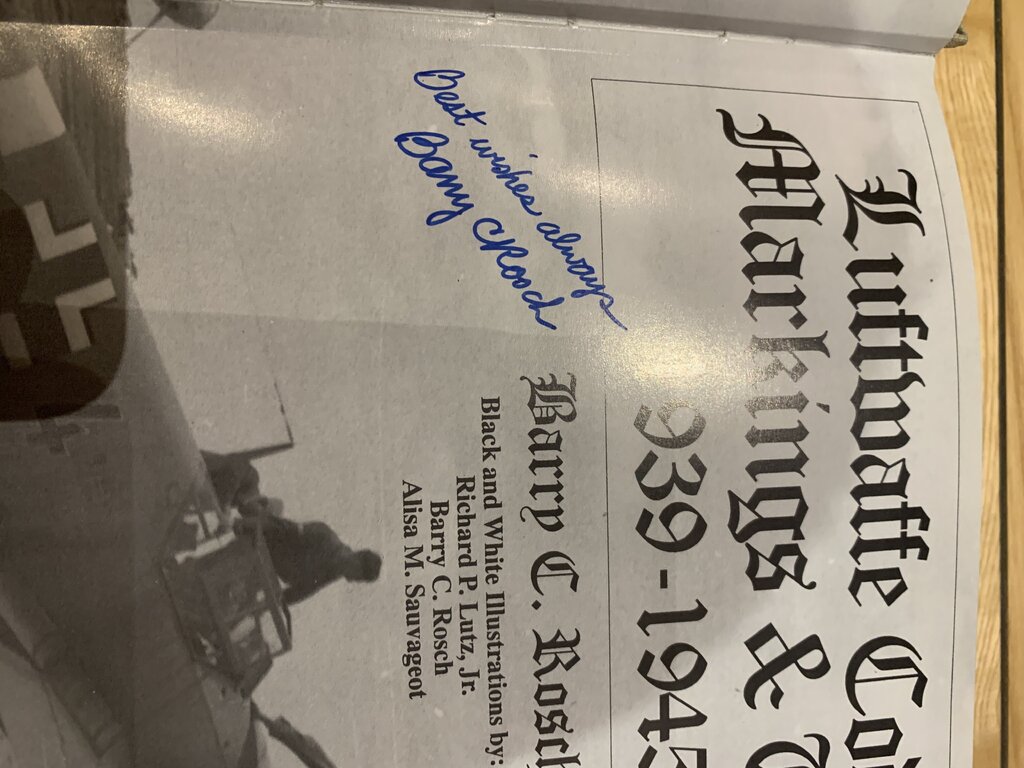 Luftwaffe Co
Markings &
939-1945
Best wishes always
Barry C Rosch
Barry C. Rosch
Black and White Illustrations by:
Richard P. Lutz, Jr.
Barry C. Rosch
Alisa M. Sauvageot